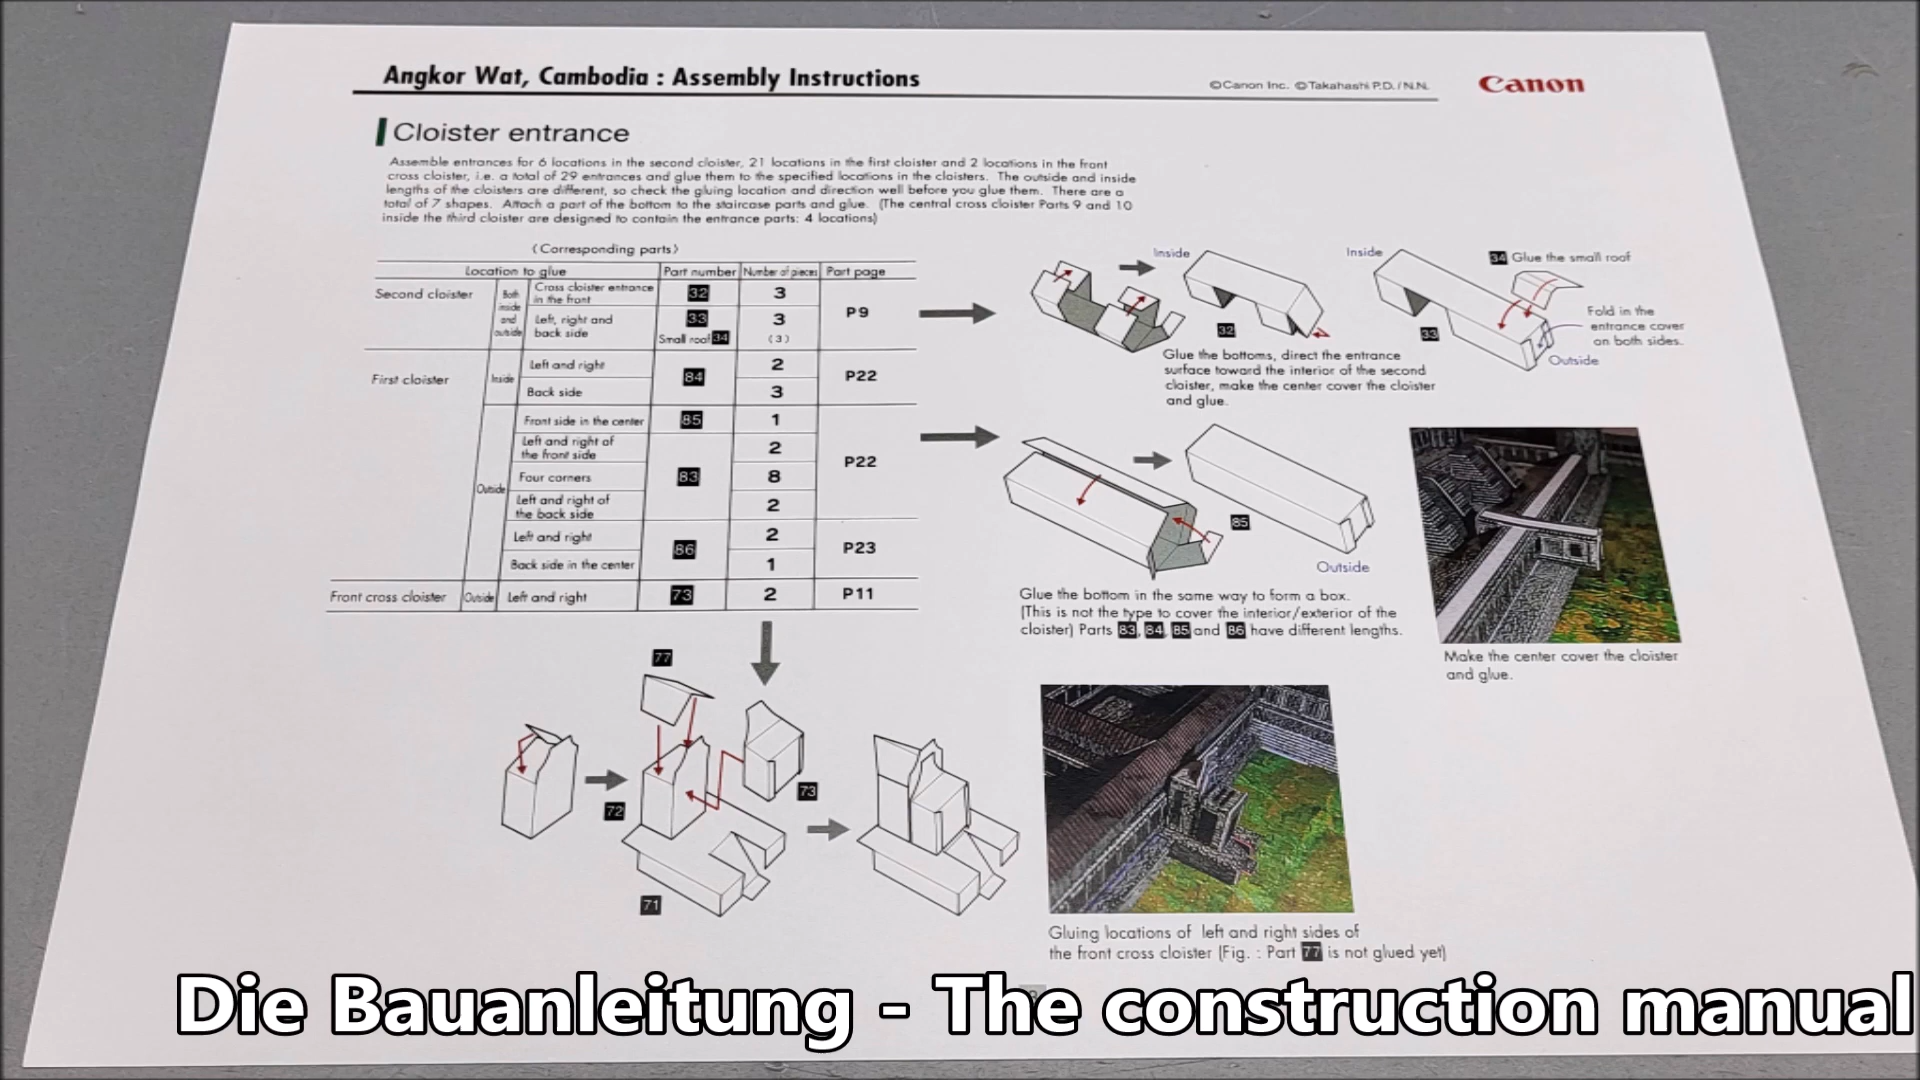 Angkor Wat, Cambodia : Assembly Instructions
©Canon Inc. ©Takahashi P.D. / N.N.
Canon
Cloister entrance
Assemble entrances for 6 locations in the second cloister, 21 locations in the first cloister and 2 locations in the front
cross cloister, i.e. a total of 29 entrances and glue them to the specified locations in the cloisters. The outside and inside
lengths of the cloisters are different, so check the gluing location and direction well before you glue them. There are a
total of 7 shapes. Attach a part of the bottom to the staircase parts and glue. (The central cross cloister Parts 9 and 10
inside the third cloister are designed to contain the entrance parts: 4 locations)
(Corresponding parts)
Location to glue Part number Number of pieces Part page
Second cloister
Both
inside
and
outside
Cross cloister entrance
in the front
32 3
Left, right and
back side
33 3
Small roof 34 (3)
P9
First cloister
Inside
Left and right 2
84
Back side 3
P22
Outside
Front side in the center 85 1
Left and right of
the front side
2
Four corners 83 8
Left and right of
the back side
2
P22
Left and right 2
86
Back side in the center 1
P23
Front cross cloister Outside Left and right 73 2 P11
Inside
32
Inside
34 Glue the small roof
Fold in the
entrance cover
on both sides.
33
Outside
Glue the bottoms, direct the entrance
surface toward the interior of the second
cloister, make the center cover the cloister
and glue.
85
Outside
Glue the bottom in the same way to form a box.
(This is not the type to cover the interior/exterior of the
cloister) Parts 83, 84, 85 and 86 have different lengths.
Make the center cover the cloister
and glue.
77
72
73
71
Gluing locations of left and right sides of
the front cross cloister (Fig. : Part 77 is not glued yet)
Die Bauanleitung - The construction manual